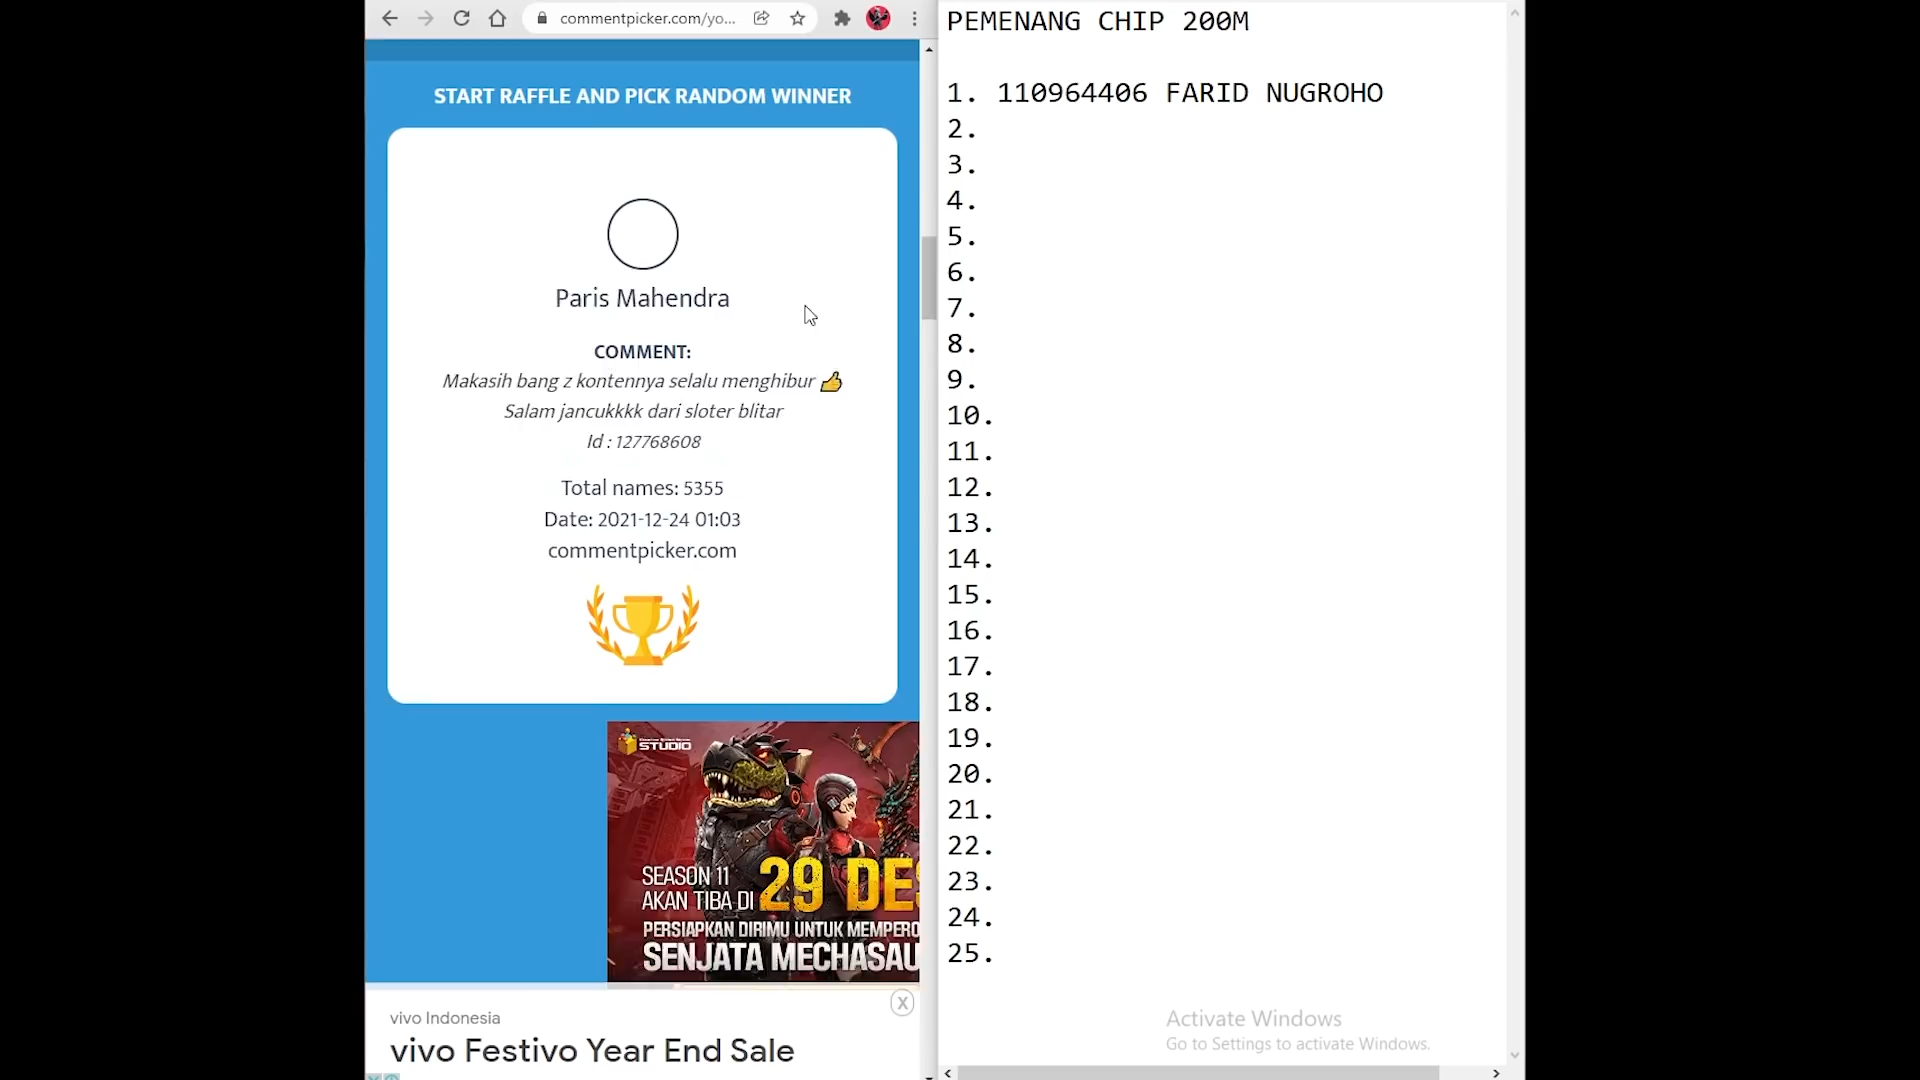 commentpicker.com/yo...
START RAFFLE AND PICK RANDOM WINNER
Paris Mahendra
COMMENT:
Makasih bang z kontennya selalu menghibur 👍
Salam jancukkkk dari sloter blitar
Id : 127768608
Total names: 5355
Date: 2021-12-24 01:03
commentpicker.com
STUDIO
SEASON 11
AKAN TIBA DI
29 DES
PERSIAPKAN DIRIMU UNTUK MEMPERO
SENJATA MECHASAU
vivo Indonesia
vivo Festivo Year End Sale
PEMENANG CHIP 200M
1. 110964406 FARID NUGROHO
2.
3.
4.
5.
6.
7.
8.
9.
10.
11.
12.
13.
14.
15.
16.
17.
18.
19.
20.
21.
22.
23.
24.
25.
Activate Windows
Go to Settings to activate Windows.